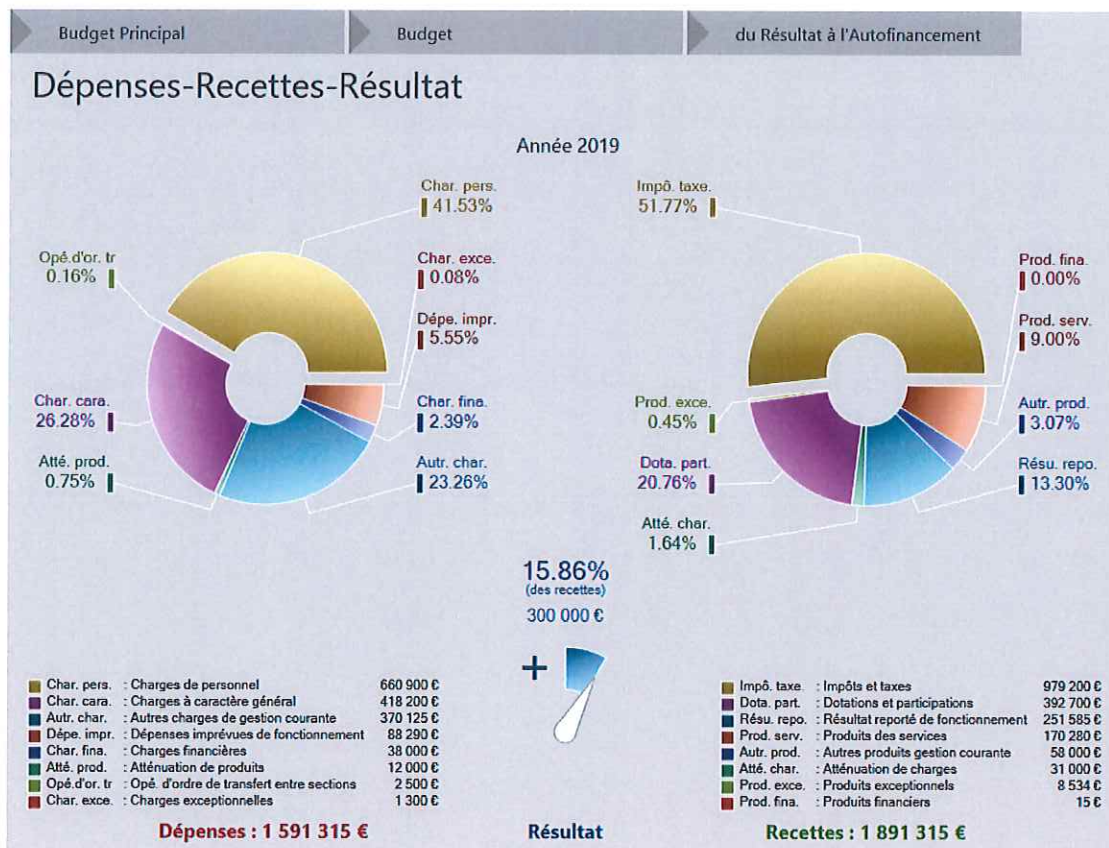 Budget Principal
Budget
du Résultat à l'Autofinancement
Dépenses-Recettes-Résultat
Année 2019
Char. pers.
41.53%
Opé.d'or. tr
0.16%
Char. exce.
0.08%
Dépe. impr.
5.55%
Char. cara.
26.28%
Char. fina.
2.39%
Atté. prod.
0.75%
Autr. char.
23.26%
Impô. taxe.
51.77%
Prod. fina.
0.00%
Prod. serv.
9.00%
Prod. exce.
0.45%
Autr. prod.
3.07%
Dota. part.
20.76%
Résu. repo.
13.30%
Atté. char.
1.64%
15.86%
(des recettes)
300 000 €
+
Char. pers. : Charges de personnel 660 900 €
Char. cara. : Charges à caractère général 418 200 €
Autr. char. : Autres charges de gestion courante 370 125 €
Dépe. impr. : Dépenses imprévues de fonctionnement 88 290 €
Char. fina. : Charges financières 38 000 €
Atté. prod. : Atténuation de produits 12 000 €
Opé.d'or. tr : Opé. d'ordre de transfert entre sections 2 500 €
Char. exce. : Charges exceptionnelles 1 300 €
Dépenses : 1 591 315 €
Résultat
Impô. taxe. : Impôts et taxes 979 200 €
Dota. part. : Dotations et participations 392 700 €
Résu. repo. : Résultat reporté de fonctionnement 251 585 €
Prod. serv. : Produits des services 170 280 €
Autr. prod. : Autres produits gestion courante 58 000 €
Atté. char. : Atténuation de charges 31 000 €
Prod. exce. : Produits exceptionnels 8 534 €
Prod. fina. : Produits financiers 15 €
Recettes : 1 891 315 €